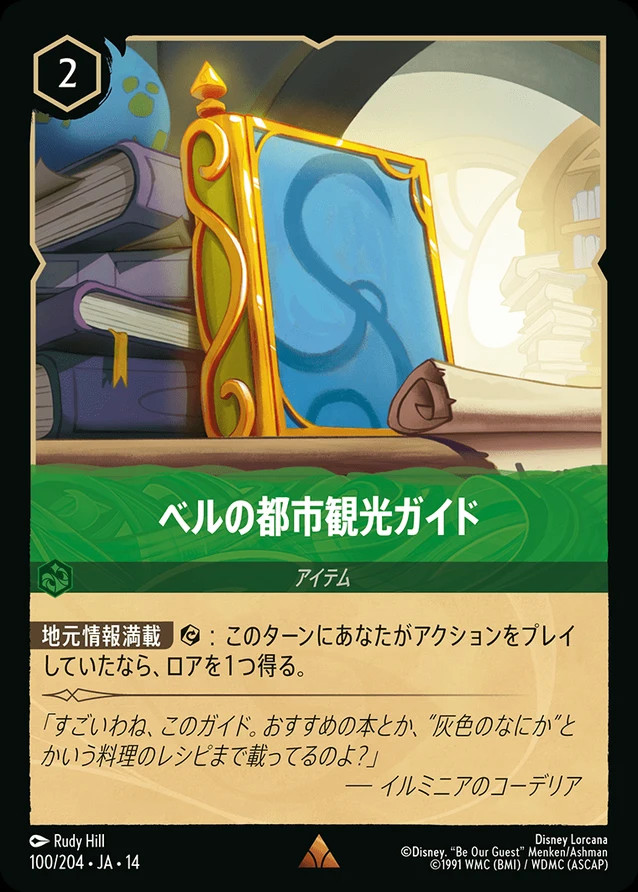 2
ベルの都市観光ガイド
アイテム
地元情報満載 : このターンにあなたがアクションをプレイ
していたなら、ロアを1つ得る。
「すごいわね、このガイド。おすすめの本とか、“灰色のなにか”と
かいう料理のレシピまで載ってるのよ?」
── イルミニアのコーデリア
Rudy Hill
Disney Lorcana
100/204 • JA • 14
©Disney. “Be Our Guest” Menken/Ashman
©1991 WMC (BMI) / WDMC (ASCAP)